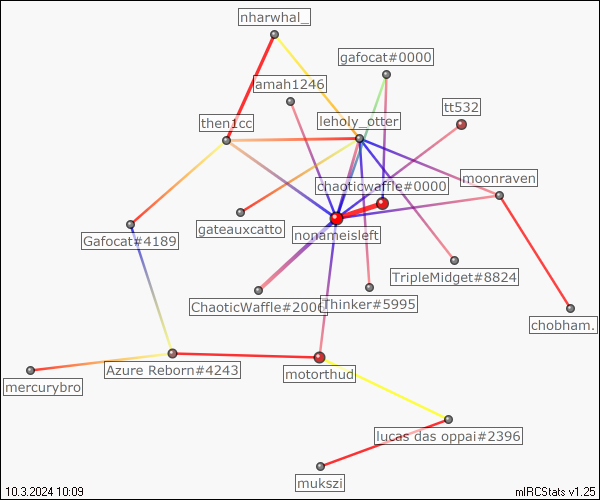 nharwhal_
gafocat#0000
amah1246
tt532
then1cc
leholy_otter
moonraven
chaoticwaffle#0000
gateauxcatto
nonameisleft
Gafocat#4189
TripleMidget#8824
ChaoticWaffle#2006
Thinker#5995
chobham.
Azure Reborn#4243
motorthud
mercurybro
lucas das oppai#2396
mukszi
10.3.2024 10:09
mIRCStats v1.25